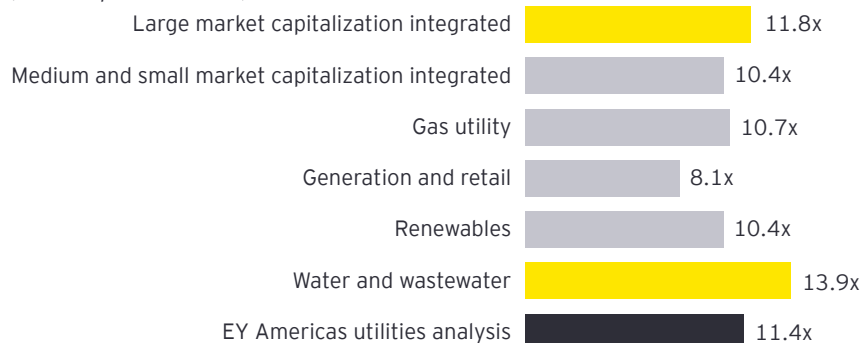 Large market capitalization integrated 11.8x
Medium and small market capitalization integrated 10.4x
Gas utility 10.7x
Generation and retail 8.1x
Renewables 10.4x
Water and wastewater 13.9x
EY Americas utilities analysis 11.4x